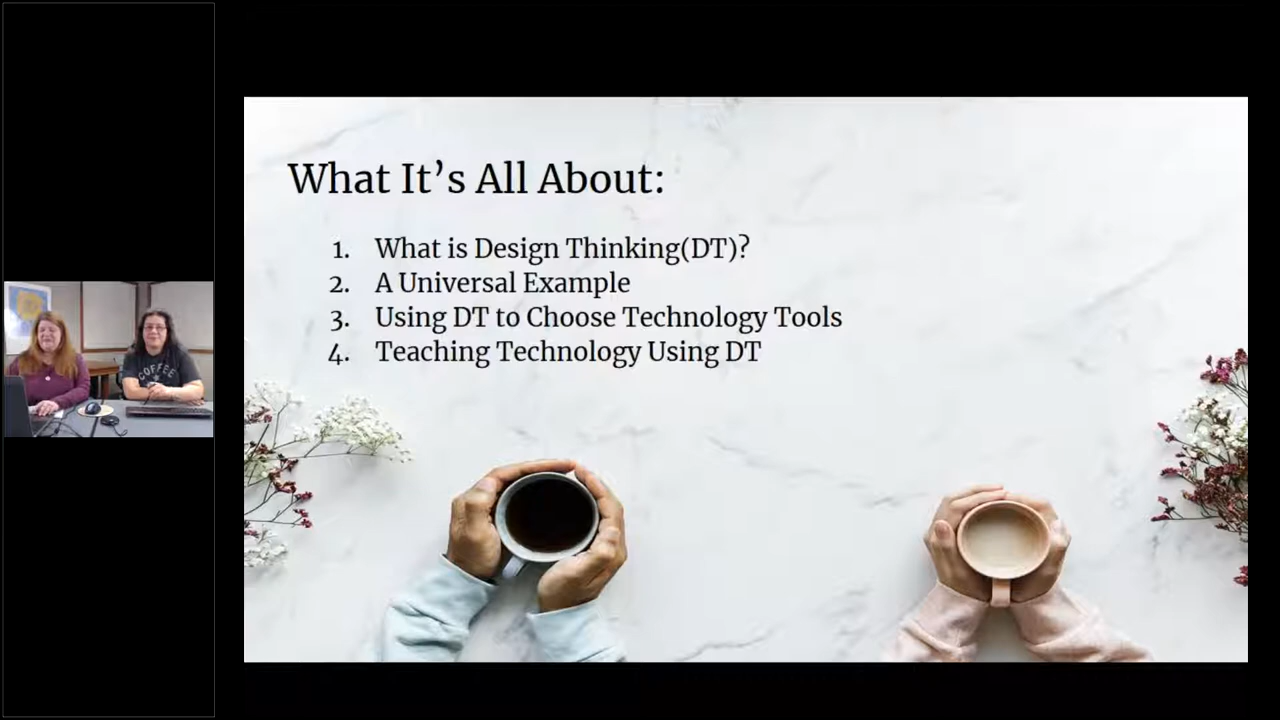 What It’s All About:
1. What is Design Thinking(DT)?
2. A Universal Example
3. Using DT to Choose Technology Tools
4. Teaching Technology Using DT
COFFEE